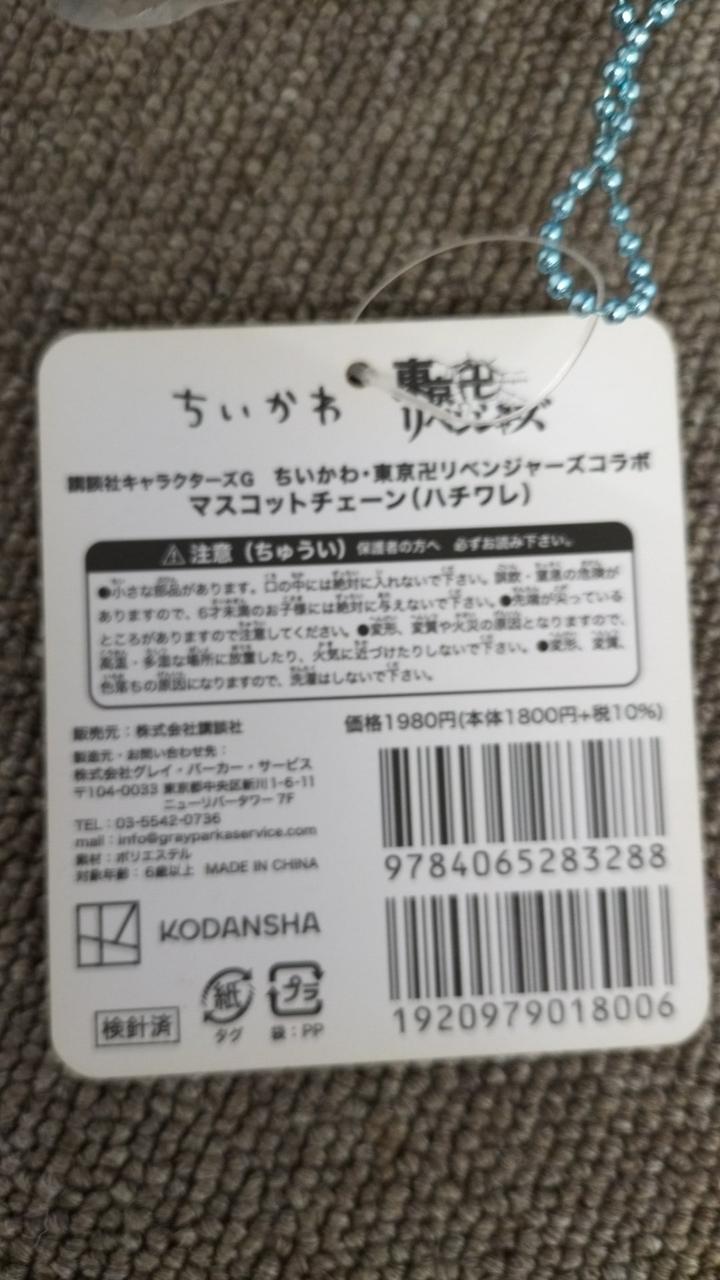 ちいかわ
東京卍
リベンジャーズ
講談社キャラクターズG ちいかわ・東京卍リベンジャーズコラボ
マスコットチェーン(ハチワレ)
⚠注意(ちゅうい)保護者の方へ 必ずお読み下さい。
●小さな部品があります。口の中には絶対に入れないで下さい。誤飲・窒息の危険が
ありますので、6才未満のお子様には絶対に与えないで下さい。●先端が尖っている
ところがありますので注意してください。●変形、変質や火災の原因となりますので、
高温・多湿な場所に放置したり、火気に近づけたりしないで下さい。●変形、変質、
色落ちの原因になりますので、洗濯はしないで下さい。
販売元:株式会社講談社
製造元・お問い合わせ先:
株式会社グレイ・パーカー・サービス
〒104-0033 東京都中央区新川1-6-11
ニューリバータワー 7F
TEL:03-5542-0736
mail:info@grayparkaservice.com
素材:ポリエステル
対象年齢:6歳以上 MADE IN CHINA
価格1980円(本体1800円+税10%)
9784065283288
1920979018006
KODANSHA
検針済
紙
タグ
プラ
袋:PP